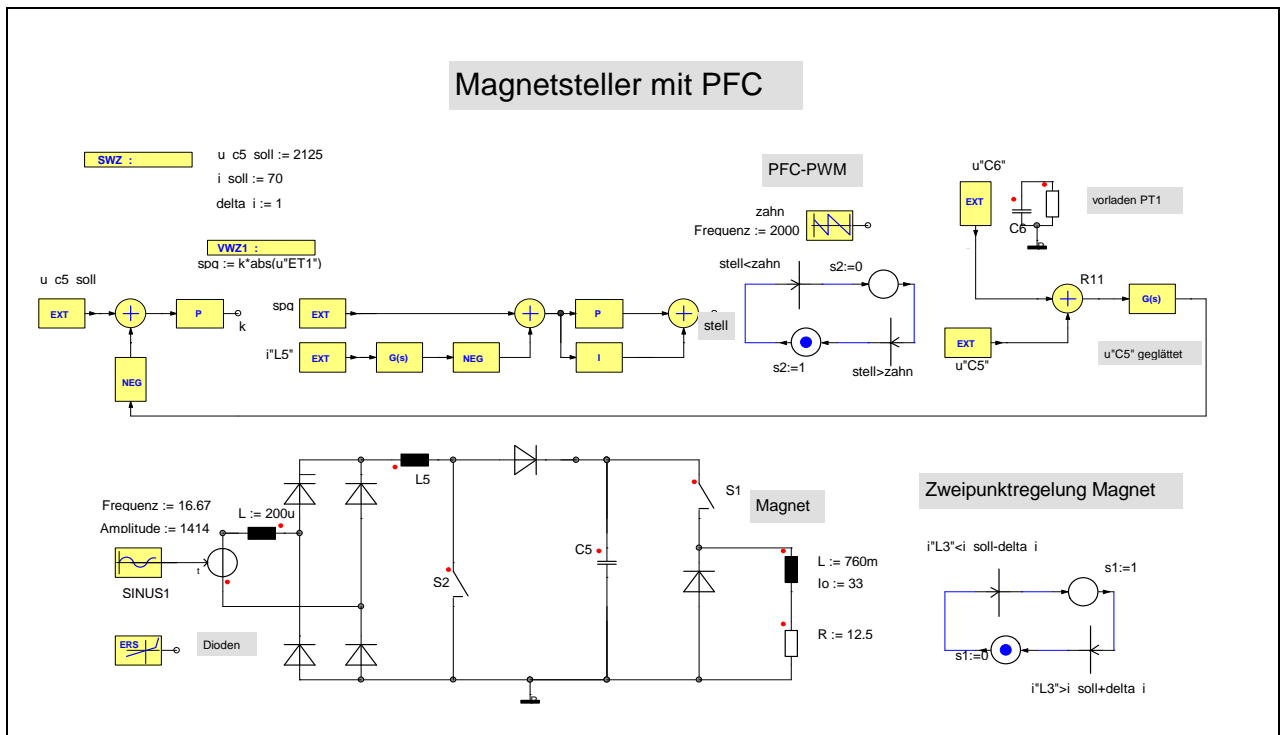 Magnetsteller mit PFC
SWZ :
u c5 soll := 2125
i soll := 70
delta i := 1
VWZ1 :
spg := k*abs(u"ET1")
PFC-PWM
zahn
Frequenz := 2000
u"C6"
EXT
C6
vorladen PT1
u c5 soll
EXT
P
k
NEG
spg
EXT
P
stell
i"L5"
EXT
G(s)
NEG
I
stell<zahn
s2:=0
s2:=1
stell>zahn
R11
G(s)
EXT
u"C5"
u"C5" geglättet
L5
Frequenz := 16.67
Amplitude := 1414
L := 200u
SINUS1
ERS
Dioden
S2
C5
S1
Magnet
L := 760m
Io := 33
R := 12.5
Zweipunktregelung Magnet
i"L3"<i soll-delta i
s1:=1
s1:=0
i"L3">i soll+delta i